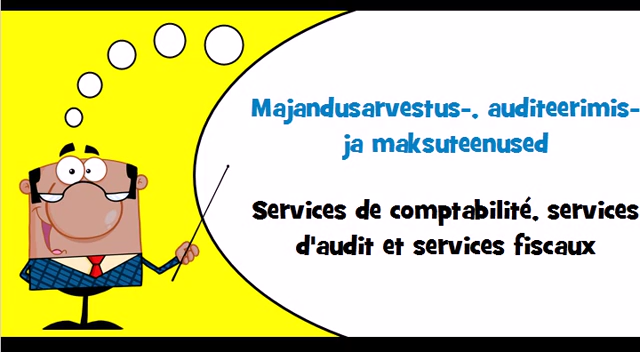 Majandusarvestus-, auditeerimis-
ja maksuteenused
Services de comptabilité, services
d'audit et services fiscaux